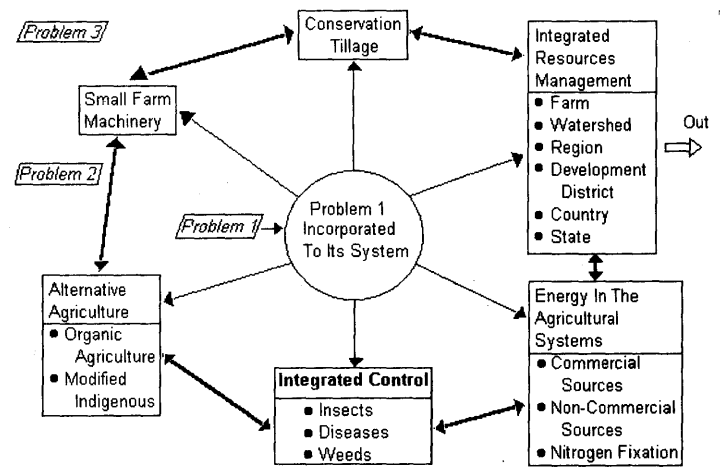 Problem 3
Conservation
Tillage
Integrated
Resources
Management
● Farm
● Watershed
● Region
● Development
District
● Country
● State
Out
Small Farm
Machinery
Problem 2
Problem 1
Problem 1
Incorporated
To Its System
Alternative
Agriculture
● Organic
Agriculture
● Modified
Indigenous
Integrated Control
● Insects
● Diseases
● Weeds
Energy In The
Agricultural
Systems
● Commercial
Sources
● Non-Commercial
Sources
● Nitrogen Fixation